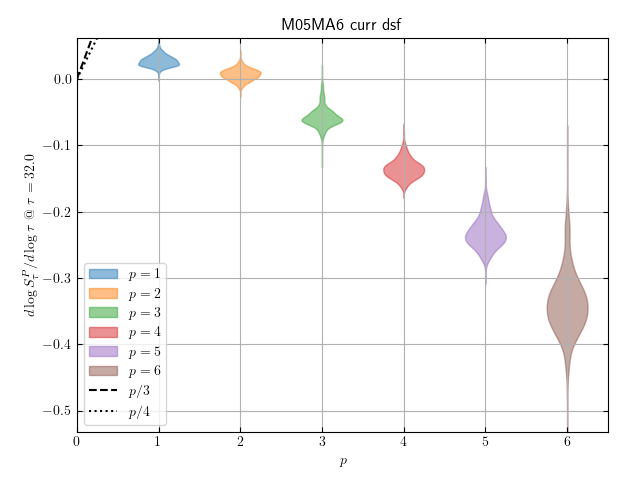 M05MA6 curr dsf
d log S_τ^P / d log τ @ τ = 32.0
0.0
−0.1
−0.2
−0.3
−0.4
−0.5
p = 1
p = 2
p = 3
p = 4
p = 5
p = 6
p/3
p/4
0 1 2 3 4 5 6
p